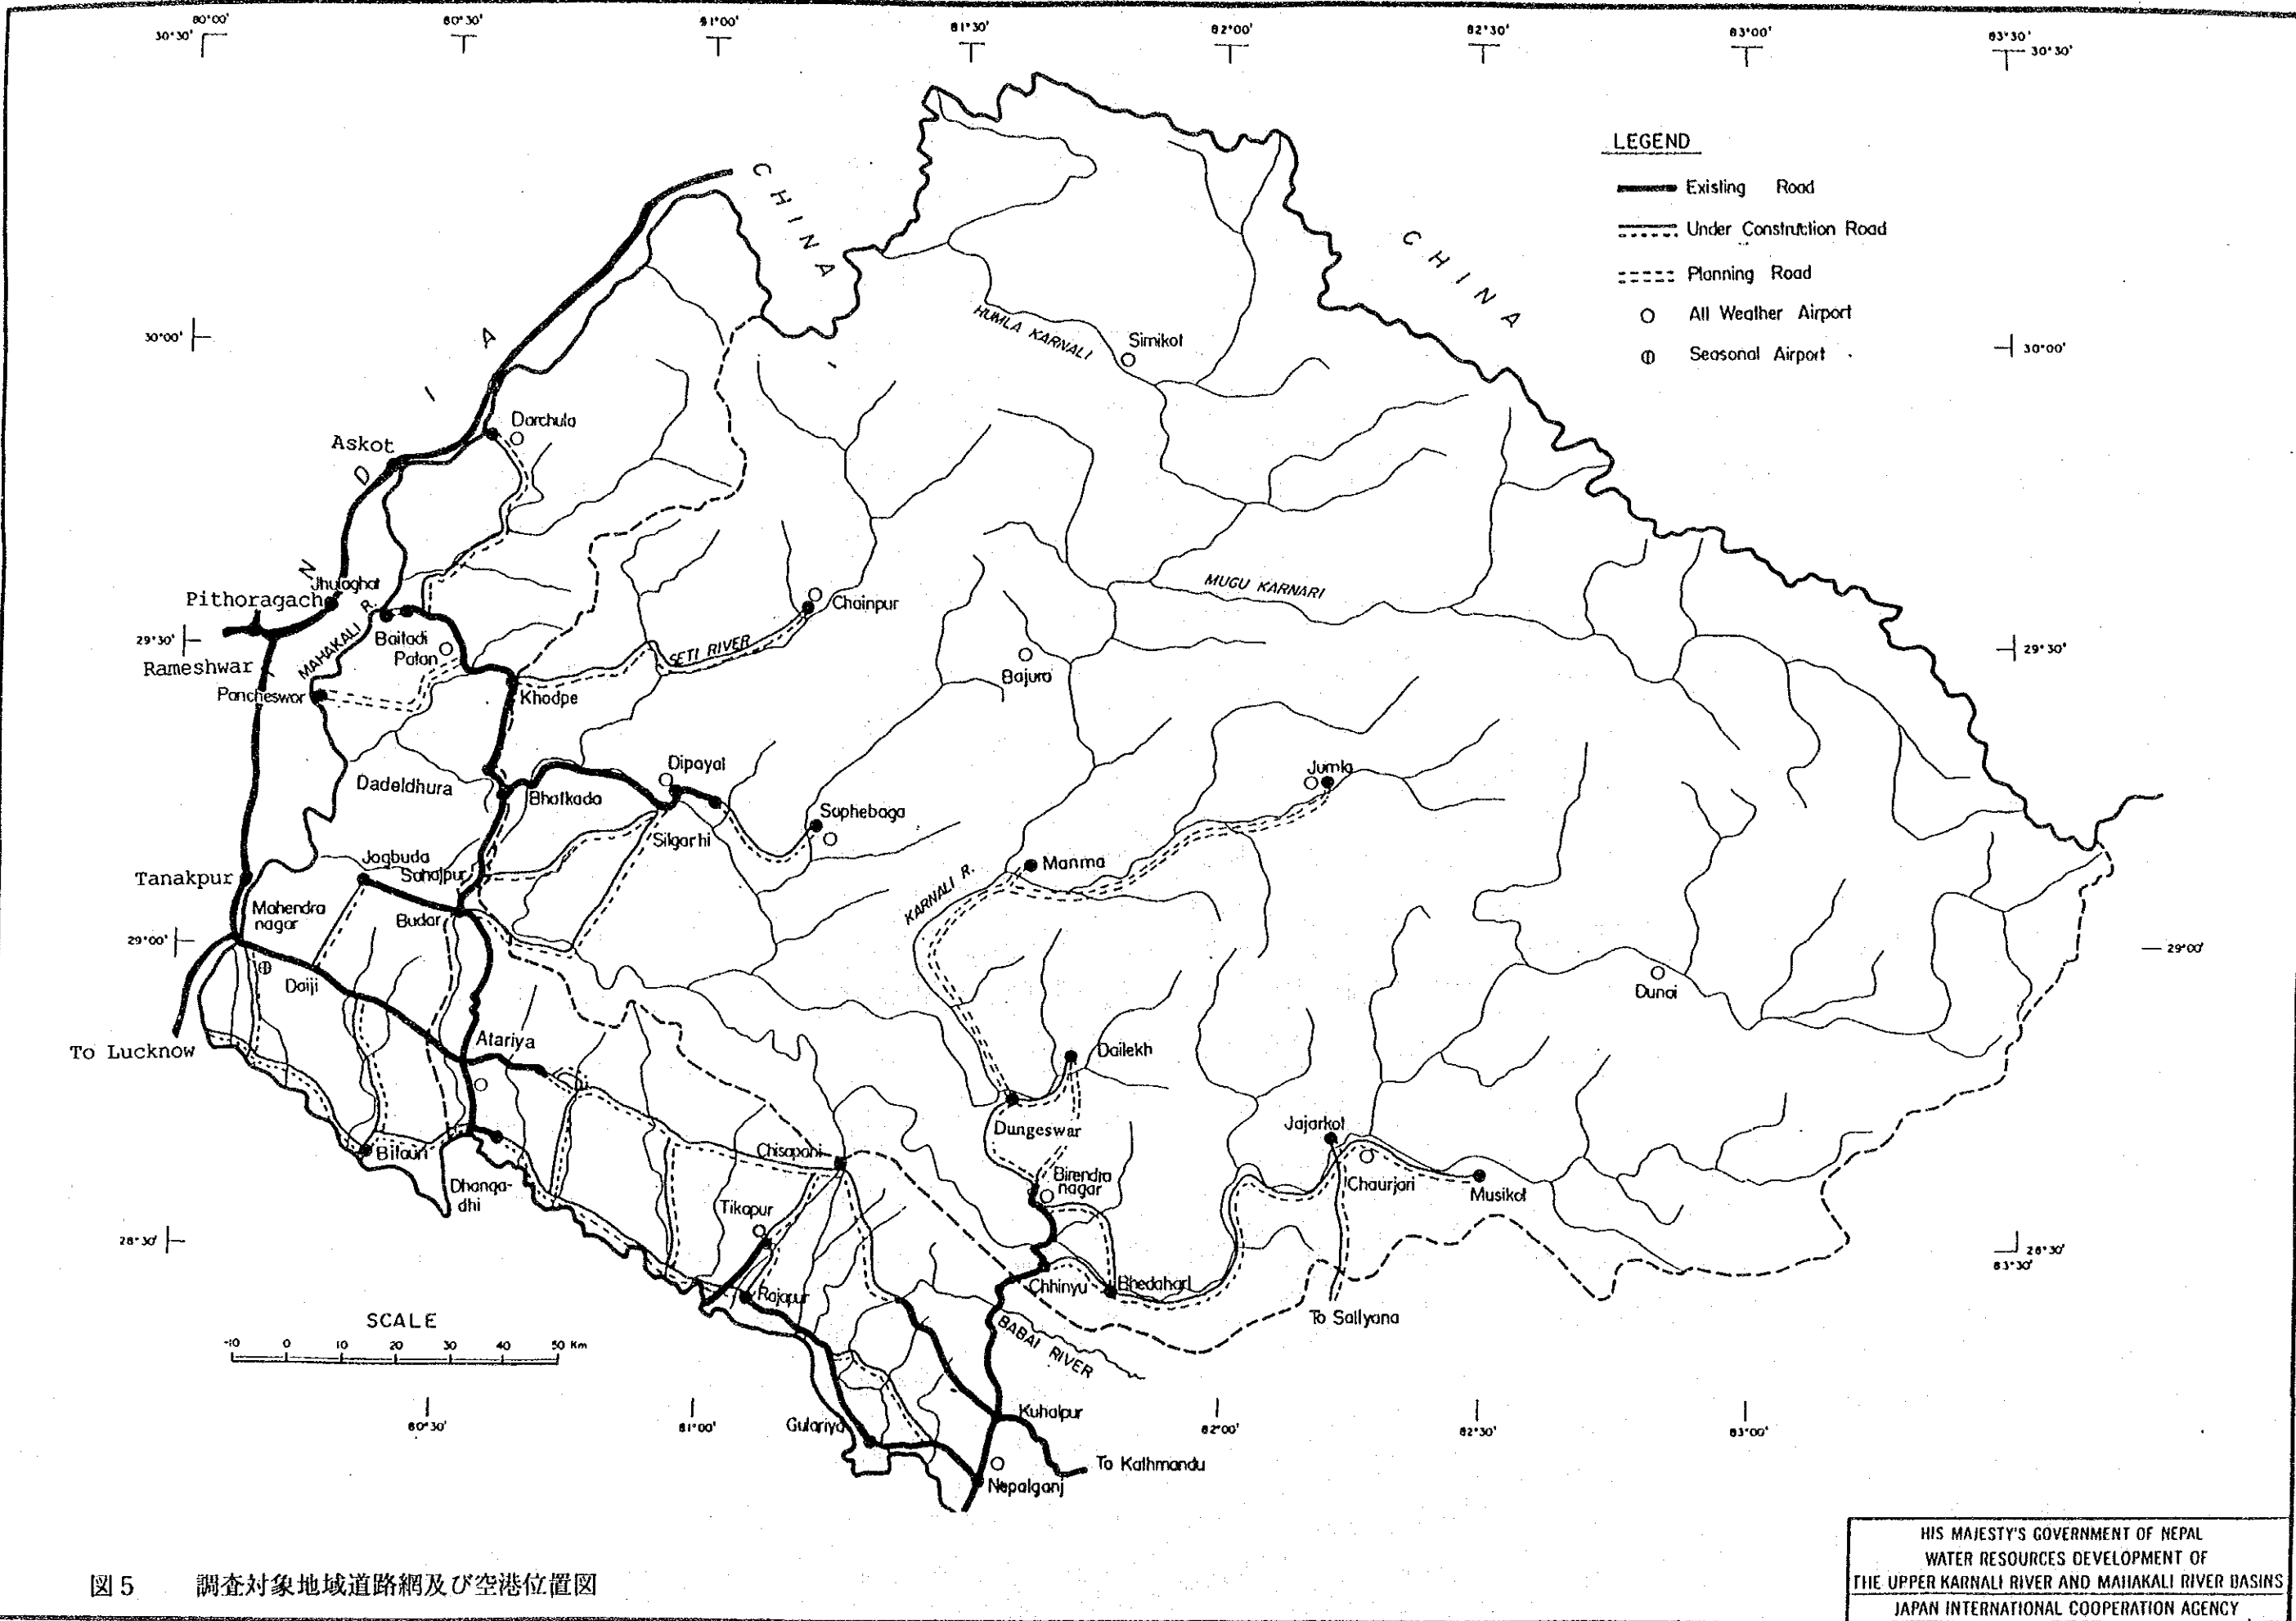 80°00'
80°30'
81°00'
81°30'
82°00'
82°30'
83°00'
83°30'
30°30'
30°30'
LEGEND
Existing Road
Under Construction Road
Planning Road
All Weather Airport
Seasonal Airport
CHINA
CHINA
INDIA
30°00'
30°00'
HUMLA KARNALI
Simikot
Darchula
Askot
Jhulaghat
Pithoragach
MAHAKALI R.
Baitadi
Patan
29°30'
29°30'
Rameshwar
Pancheswor
Khodpe
SETI RIVER
Chainpur
MUGU KARNARI
Bajura
Dadeldhura
Bhatkada
Dipayal
Silgarhi
Saphebaga
Jumla
Manma
KARNALI R.
Jogbuda
Sahajpur
Tanakpur
Mahendra
nagar
Budar
29°00'
29°00'
Daiji
Dunai
To Lucknow
Atariya
Dailekh
Dungeswar
Jajarkot
Bilauri
Chisapani
Dhanga-
dhi
Birendra
nagar
Chaurjari
Musikot
Tikapur
28°30'
28°30'
83°30'
Rajapur
Chhinyu
Bhedahari
To Sallyana
BABAI RIVER
SCALE
-10 0 10 20 30 40 50 Km
80°30'
81°00'
82°00'
82°30'
83°00'
Gulariya
Kuhalpur
To Kathmandu
Nepalganj
図5 調査対象地域道路網及び空港位置図
HIS MAJESTY'S GOVERNMENT OF NEPAL
WATER RESOURCES DEVELOPMENT OF
THE UPPER KARNALI RIVER AND MAHAKALI RIVER BASINS
JAPAN INTERNATIONAL COOPERATION AGENCY